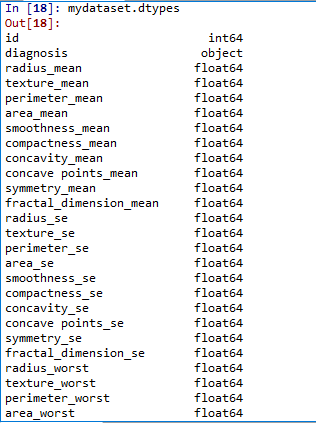 In [18]: mydataset.dtypes
Out[18]:
id int64
diagnosis object
radius_mean float64
texture_mean float64
perimeter_mean float64
area_mean float64
smoothness_mean float64
compactness_mean float64
concavity_mean float64
concave points_mean float64
symmetry_mean float64
fractal_dimension_mean float64
radius_se float64
texture_se float64
perimeter_se float64
area_se float64
smoothness_se float64
compactness_se float64
concavity_se float64
concave points_se float64
symmetry_se float64
fractal_dimension_se float64
radius_worst float64
texture_worst float64
perimeter_worst float64
area_worst float64